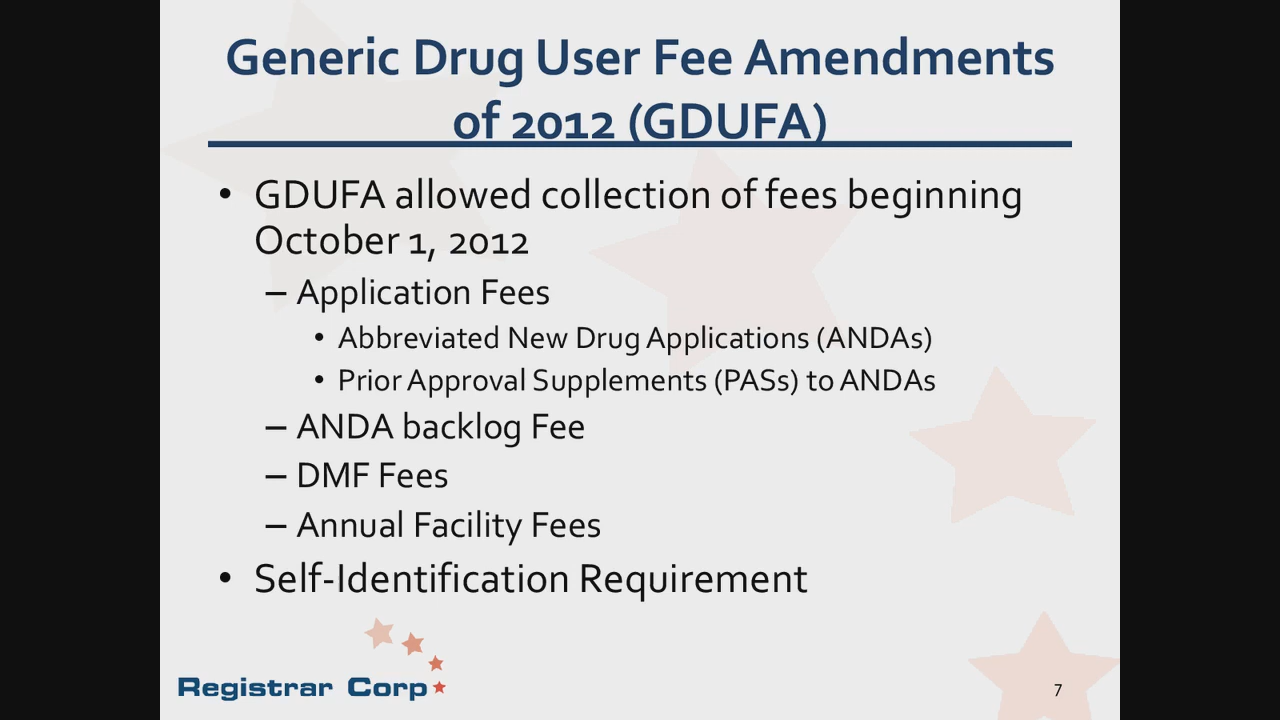 Generic Drug User Fee Amendments
of 2012 (GDUFA)
• GDUFA allowed collection of fees beginning
October 1, 2012
– Application Fees
• Abbreviated New Drug Applications (ANDAs)
• Prior Approval Supplements (PASs) to ANDAs
– ANDA backlog Fee
– DMF Fees
– Annual Facility Fees
• Self-Identification Requirement
Registrar Corp
7